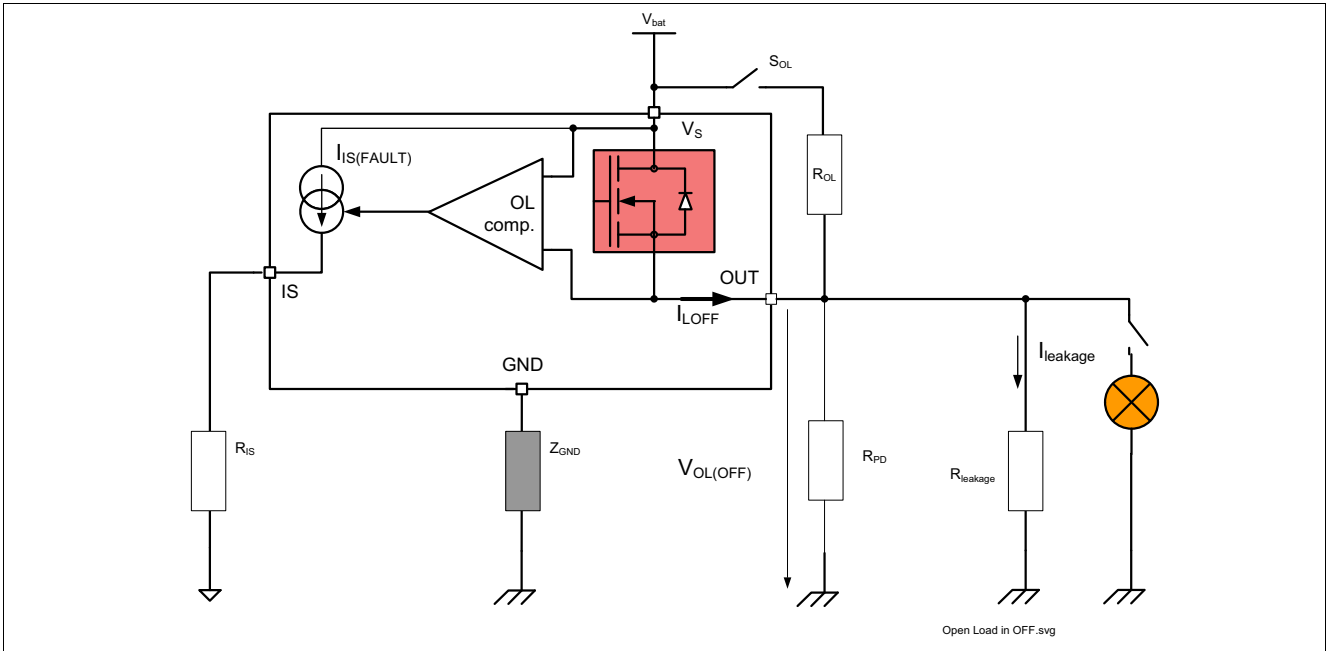 Vbat
SOL
VS
IIS(FAULT)
ROL
OL
comp.
OUT
IS
ILOFF
Ileakage
GND
RIS
ZGND
VOL(OFF)
RPD
Rleakage
Open Load in OFF.svg